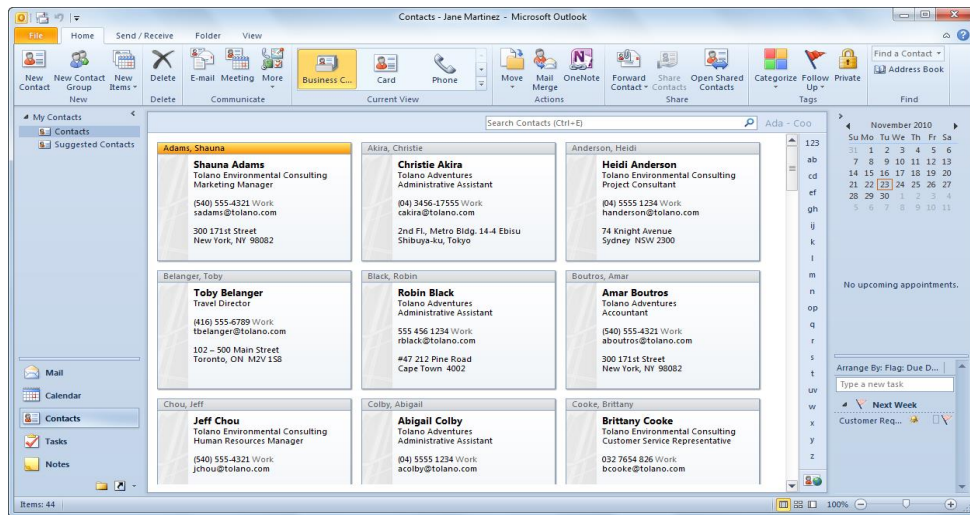 Contacts - Jane Martinez - Microsoft Outlook
File Home Send / Receive Folder View
New Contact
New Contact Group
New Items
New
Delete
Delete
E-mail Meeting More
Communicate
Business C... Card Phone
Current View
Move
Mail Merge
OneNote
Actions
Forward Contact
Share Contacts
Open Shared Contacts
Share
Categorize
Follow Up
Private
Tags
Find a Contact
Address Book
Find
My Contacts
Contacts
Suggested Contacts
Mail
Calendar
Contacts
Tasks
Notes
Search Contacts (Ctrl+E)
Ada - Coo
Adams, Shauna
Shauna Adams
Tolano Environmental Consulting
Marketing Manager
(540) 555-4321 Work
sadams@tolano.com
300 171st Street
New York, NY 98082
Akira, Christie
Christie Akira
Tolano Adventures
Administrative Assistant
(04) 3456-17555 Work
cakira@tolano.com
2nd Fl., Metro Bldg. 14-4 Ebisu
Shibuya-ku, Tokyo
Anderson, Heidi
Heidi Anderson
Tolano Environmental Consulting
Project Consultant
(04) 5555 1234 Work
handerson@tolano.com
74 Knight Avenue
Sydney NSW 2300
Belanger, Toby
Toby Belanger
Travel Director
(416) 555-6789 Work
tbelanger@tolano.com
102 – 500 Main Street
Toronto, ON M2V 1S8
Black, Robin
Robin Black
Tolano Adventures
555 456 1234 Work
rblack@tolano.com
#47 212 Pine Road
Cape Town 4002
Boutros, Amar
Amar Boutros
Tolano Adventures
Accountant
(540) 555-4321 Work
aboutros@tolano.com
300 171st Street
New York, NY 98082
Chou, Jeff
Jeff Chou
Tolano Environmental Consulting
Human Resources Manager
(540) 555-4321 Work
jchou@tolano.com
Colby, Abigail
Abigail Colby
Tolano Adventures
Administrative Assistant
(04) 5555 1234 Work
acolby@tolano.com
Cooke, Brittany
Brittany Cooke
Tolano Environmental Consulting
Customer Service Representative
032 7654 826 Work
bcooke@tolano.com
123
ab
cd
ef
gh
ij
k
l
m
n
op
q
r
s
t
uv
w
x
y
z
November 2010
Su Mo Tu We Th Fr Sa
31 1 2 3 4 5 6
7 8 9 10 11 12 13
14 15 16 17 18 19 20
21 22 23 24 25 26 27
28 29 30 1 2 3 4
5 6 7 8 9 10 11
No upcoming appointments.
Arrange By: Flag: Due D...
Type a new task
Next Week
Customer Req...
Items: 44
100%